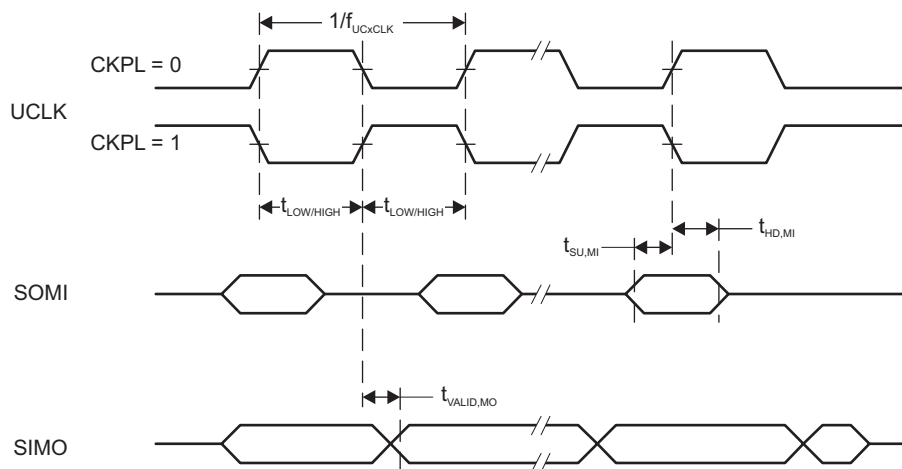 1/fUCxCLK
CKPL = 0
UCLK
CKPL = 1
tLOW/HIGH tLOW/HIGH
tHD,MI
tSU,MI
SOMI
tVALID,MO
SIMO